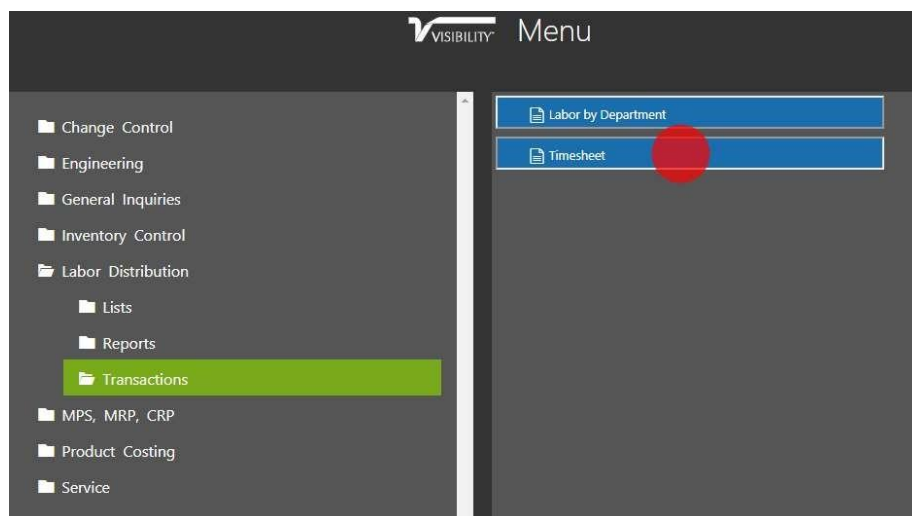 VISIBILITY Menu
Change Control
Engineering
General Inquiries
Inventory Control
Labor Distribution
Lists
Reports
Transactions
MPS, MRP, CRP
Product Costing
Service
Labor by Department
Timesheet